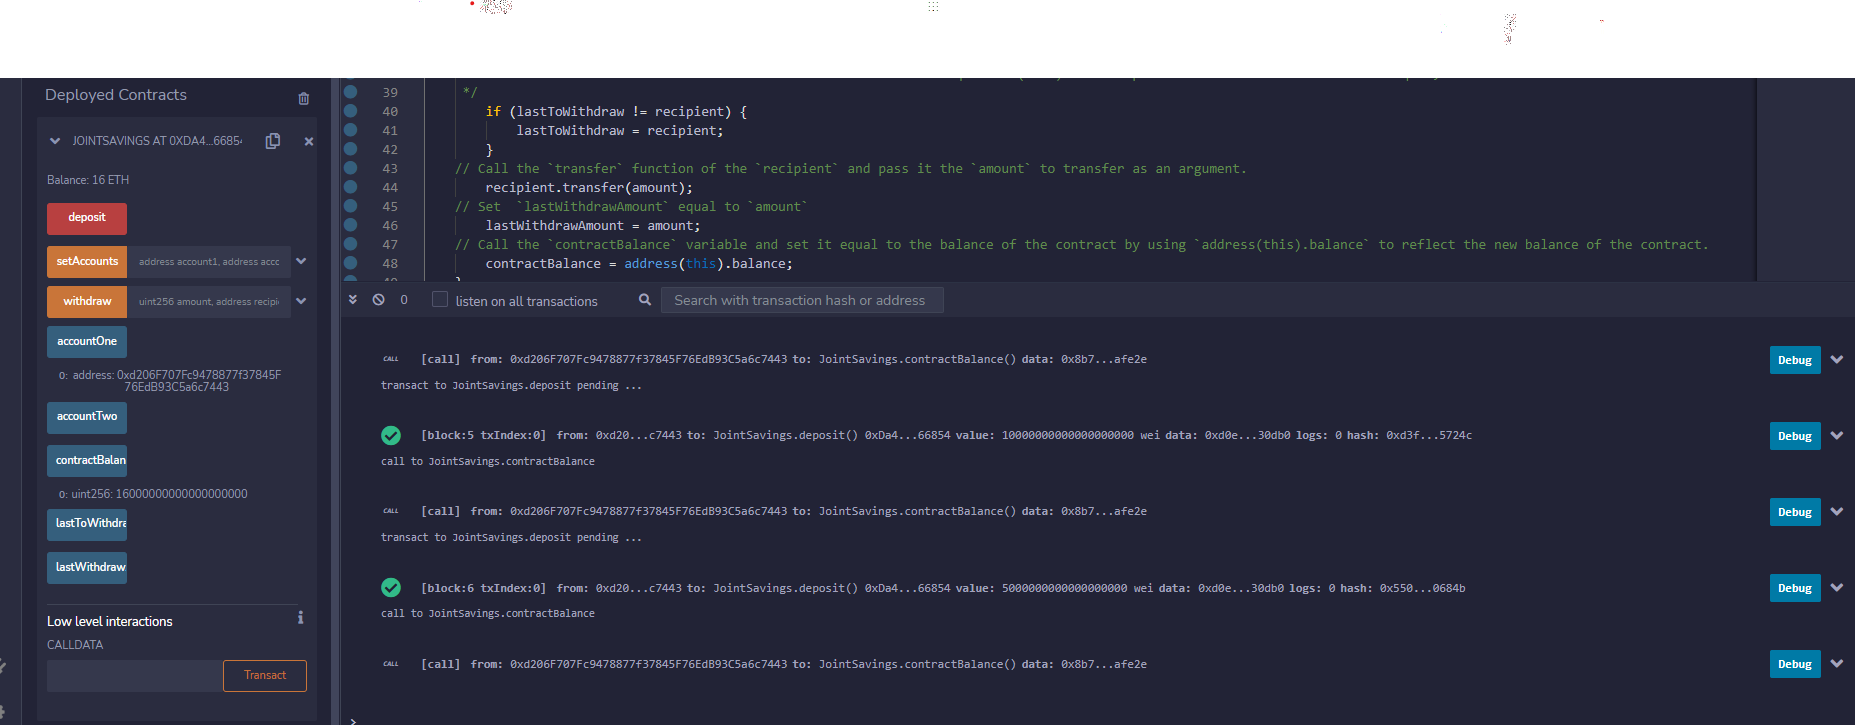 Deployed Contracts
JOINTSAVINGS AT 0XDA4...66854
Balance: 16 ETH
deposit
setAccounts address account1, address acco
withdraw uint256 amount, address recipi
accountOne
0: address: 0xd206F707Fc9478877f37845F
76EdB93C5a6c7443
accountTwo
contractBalan
0: uint256: 16000000000000000000
lastToWithdra
lastWithdraw
Low level interactions
CALLDATA
Transact
39 */
40 if (lastToWithdraw != recipient) {
41 lastToWithdraw = recipient;
42 }
43 // Call the `transfer` function of the `recipient` and pass it the `amount` to transfer as an argument.
44 recipient.transfer(amount);
45 // Set  `lastWithdrawAmount` equal to `amount`
46 lastWithdrawAmount = amount;
47 // Call the `contractBalance` variable and set it equal to the balance of the contract by using `address(this).balance` to reflect the new balance of the contract.
48 contractBalance = address(this).balance;
0 listen on all transactions Search with transaction hash or address
CALL [call] from: 0xd206F707Fc9478877f37845F76EdB93C5a6c7443 to: JointSavings.contractBalance() data: 0x8b7...afe2e Debug
transact to JointSavings.deposit pending ...
[block:5 txIndex:0] from: 0xd20...c7443 to: JointSavings.deposit() 0xDa4...66854 value: 10000000000000000000 wei data: 0xd0e...30db0 logs: 0 hash: 0xd3f...5724c Debug
call to JointSavings.contractBalance
CALL [call] from: 0xd206F707Fc9478877f37845F76EdB93C5a6c7443 to: JointSavings.contractBalance() data: 0x8b7...afe2e Debug
transact to JointSavings.deposit pending ...
[block:6 txIndex:0] from: 0xd20...c7443 to: JointSavings.deposit() 0xDa4...66854 value: 5000000000000000000 wei data: 0xd0e...30db0 logs: 0 hash: 0x550...0684b Debug
call to JointSavings.contractBalance
CALL [call] from: 0xd206F707Fc9478877f37845F76EdB93C5a6c7443 to: JointSavings.contractBalance() data: 0x8b7...afe2e Debug
>